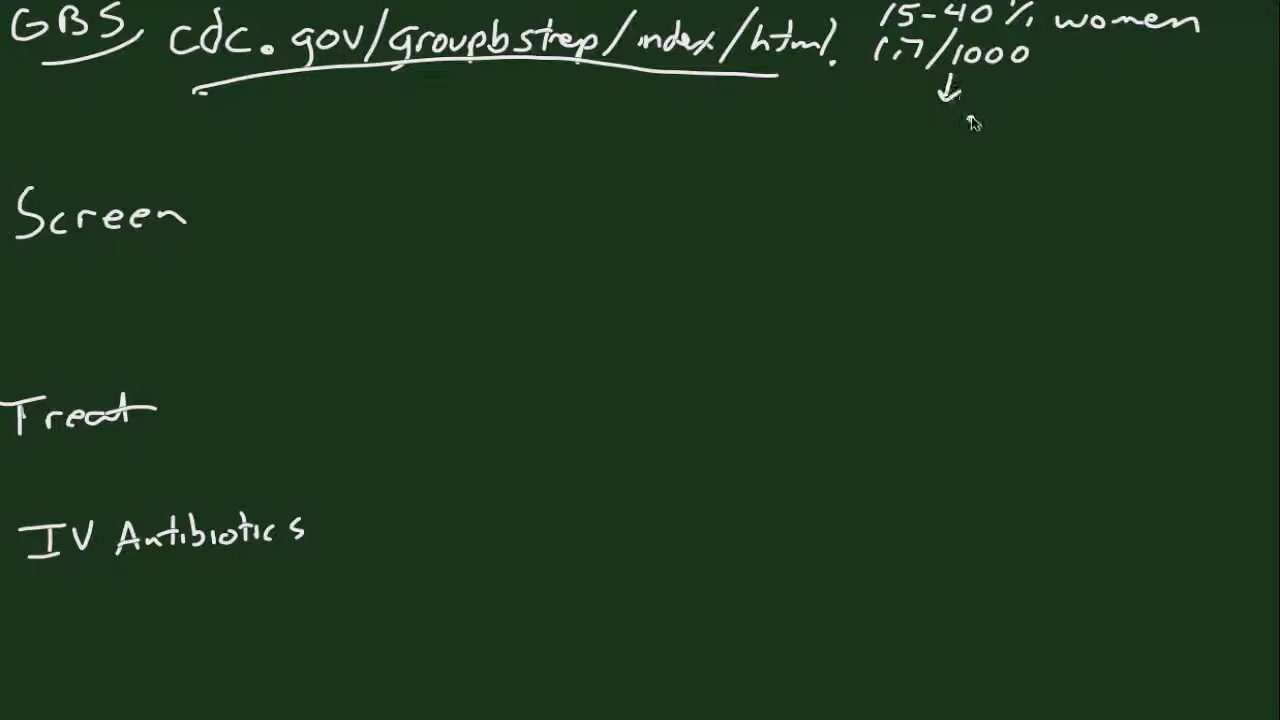 GBS cdc.gov/groupbstrep/index/html. 15-40% women
1.7/1000
↓
Screen
Treat
IV Antibiotics